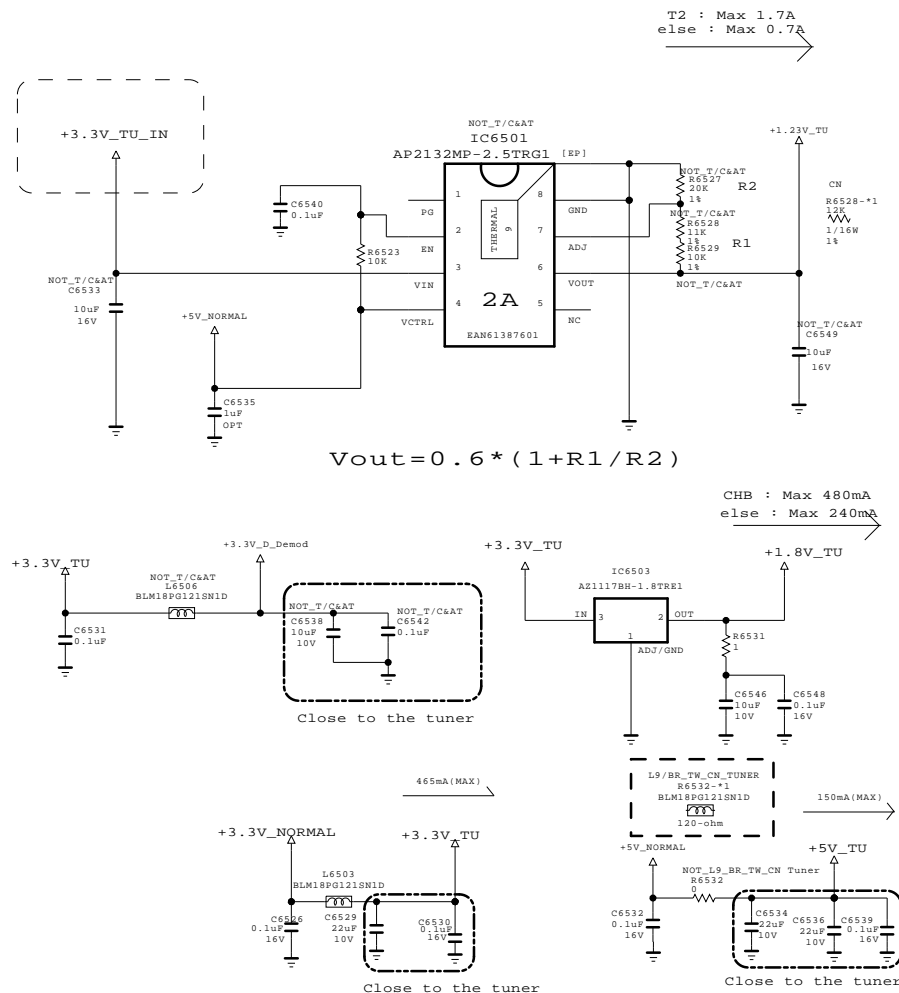 T2 : Max 1.7A
else : Max 0.7A
+3.3V_TU_IN
NOT_T/C&AT
IC6501
AP2132MP-2.5TRG1
[EP]
+1.23V_TU
C6540
0.1uF
R6523
10K
1
PG
2
EN
3
VIN
4
VCTRL
THERMAL
9
8
GND
7
ADJ
6
VOUT
5
NC
2A
EAN61387601
NOT_T/C&AT
R6527
20K
1%
R2
NOT_T/C&AT
R6528
11K
1%
R6529
10K
1%
R1
NOT_T/C&AT
CN
R6528-*1
12K
1/16W
1%
NOT_T/C&AT
C6533
10uF
16V
+5V_NORMAL
C6535
1uF
OPT
NOT_T/C&AT
C6549
10uF
16V
Vout=0.6*(1+R1/R2)
CHB : Max 480mA
else : Max 240mA
+3.3V_TU
NOT_T/C&AT
L6506
BLM18PG121SN1D
+3.3V_D_Demod
C6531
0.1uF
NOT_T/C&AT
C6538
10uF
10V
NOT_T/C&AT
C6542
0.1uF
Close to the tuner
+3.3V_TU
IC6503
AZ1117BH-1.8TRE1
+1.8V_TU
IN
3
2
OUT
1
ADJ/GND
R6531
1
C6546
10uF
10V
C6548
0.1uF
16V
465mA(MAX)
+3.3V_NORMAL
+3.3V_TU
L6503
BLM18PG121SN1D
C6526
0.1uF
16V
C6529
22uF
10V
C6530
0.1uF
16V
Close to the tuner
L9/BR_TW_CN_TUNER
R6532-*1
BLM18PG121SN1D
120-ohm
150mA(MAX)
+5V_NORMAL
+5V_TU
NOT_L9_BR_TW_CN Tuner
R6532
0
C6532
0.1uF
16V
C6534
22uF
10V
C6536
22uF
10V
C6539
0.1uF
16V
Close to the tuner